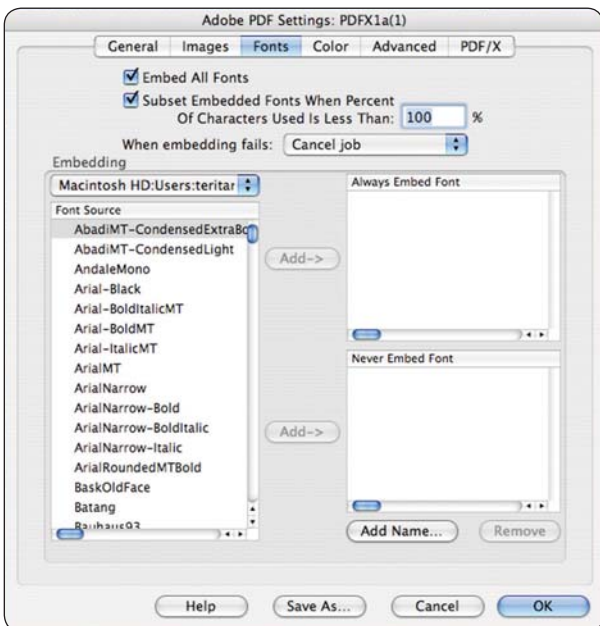 Adobe PDF Settings: PDFX1a(1)
General Images Fonts Color Advanced PDF/X
Embed All Fonts
Subset Embedded Fonts When Percent
Of Characters Used Is Less Than: 100 %
When embedding fails: Cancel job
Embedding
Macintosh HD:Users:teritar
Font Source
AbadiMT-CondensedExtraBo
AbadiMT-CondensedLight
AndaleMono
Arial-Black
Arial-BoldItalicMT
Arial-BoldMT
Arial-ItalicMT
ArialMT
ArialNarrow
ArialNarrow-Bold
ArialNarrow-BoldItalic
ArialNarrow-Italic
ArialRoundedMTBold
BaskOldFace
Batang
Bauhaus93
Add->
Add->
Always Embed Font
Never Embed Font
Add Name... Remove
Help Save As... Cancel OK